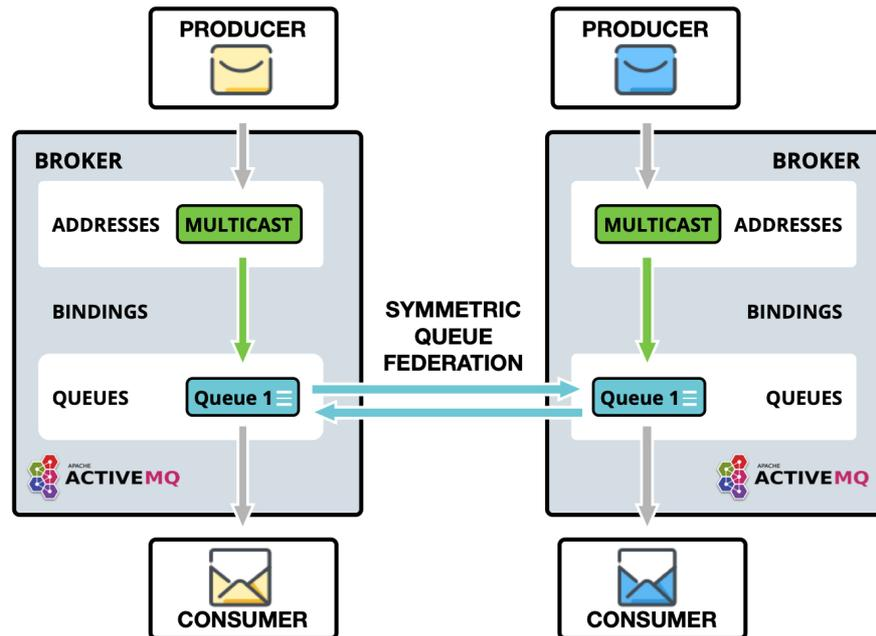 PRODUCER
PRODUCER
BROKER
BROKER
ADDRESSES
MULTICAST
MULTICAST
ADDRESSES
BINDINGS
SYMMETRIC
QUEUE
FEDERATION
BINDINGS
QUEUES
Queue 1
Queue 1
QUEUES
APACHE
ACTIVEMQ
APACHE
ACTIVEMQ
CONSUMER
CONSUMER